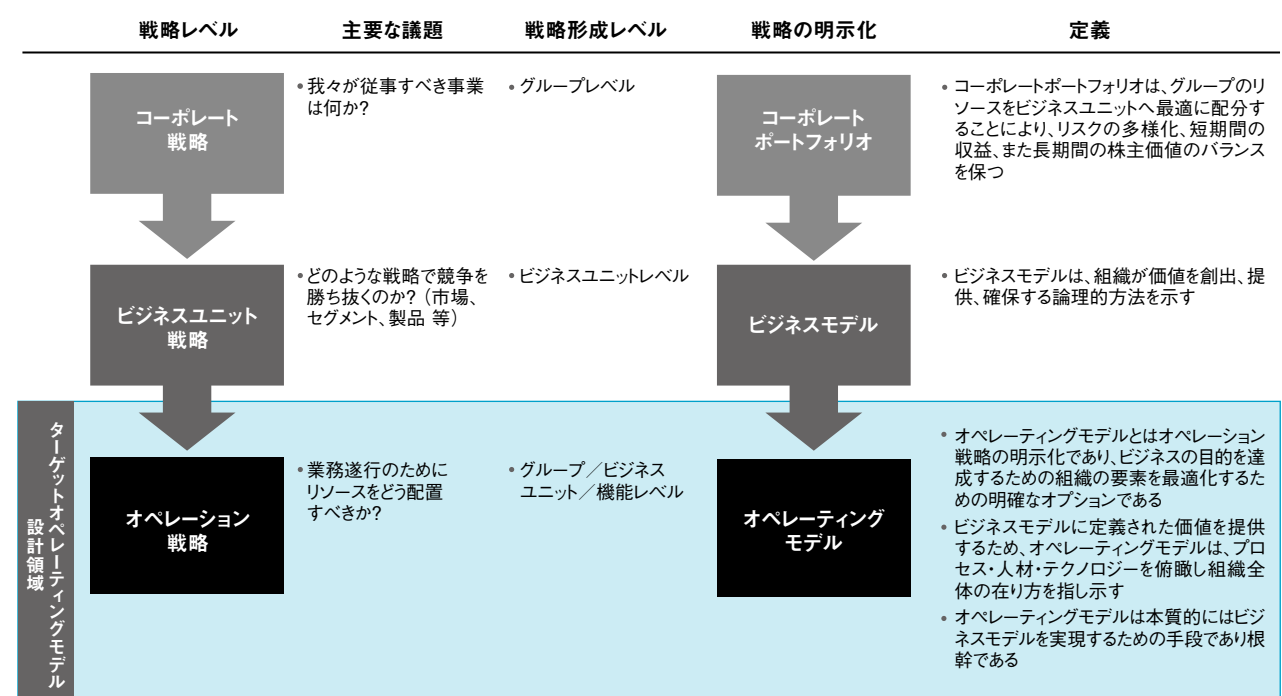 戦略レベル
主要な議題
戦略形成レベル
戦略の明示化
定義
コーポレート
戦略
•我々が従事すべき事業
は何か?
•グループレベル
コーポレート
ポートフォリオ
•コーポレートポートフォリオは、グループのリ
ソースをビジネスユニットへ最適に配分す
ることにより、リスクの多様化、短期間の
収益、また長期間の株主価値のバランス
を保つ
ビジネスユニット
戦略
•どのような戦略で競争を
勝ち抜くのか? (市場、
セグメント、製品 等)
•ビジネスユニットレベル
ビジネスモデル
•ビジネスモデルは、組織が価値を創出、提
供、確保する論理的方法を示す
ターゲットオペレーティングモデル
設計領域
オペレーション
戦略
•業務遂行のために
リソースをどう配置
すべきか?
•グループ/ビジネス
ユニット/機能レベル
オペレーティング
モデル
•オペレーティングモデルとはオペレーション
戦略の明示化であり、ビジネスの目的を達
成するための組織の要素を最適化するた
めの明確なオプションである
•ビジネスモデルに定義された価値を提供
するため、オペレーティングモデルは、プロ
セス・人材・テクノロジーを俯瞰し組織全
体の在り方を指し示す
•オペレーティングモデルは本質的にはビジ
ネスモデルを実現するための手段であり根
幹である